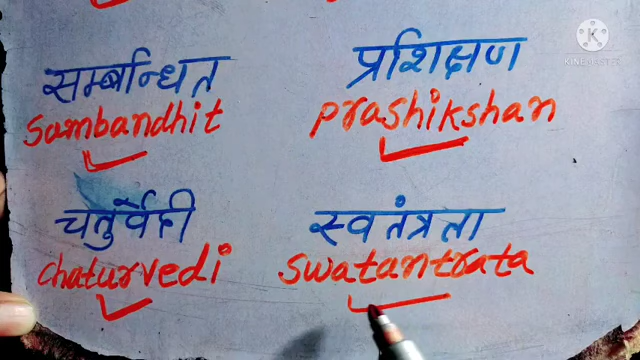 सम्बन्धित
प्रशिक्षण
Sambandhit
Prashikshan
चतुर्वेदी
स्वतंत्रता
Chaturvedi
Swatantrata
KINEMASTER